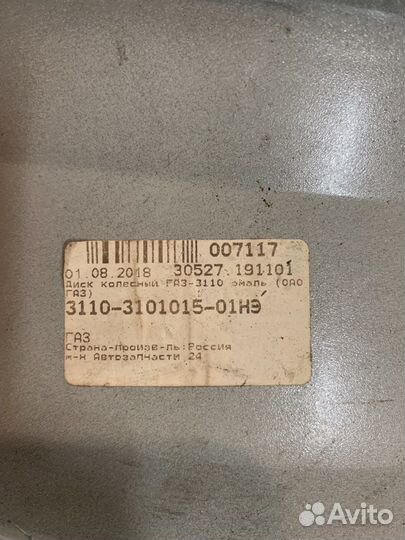 007117
01.08.2018 30527 191101
Диск колесный ГАЗ-3110 эмаль (ОАО
ГАЗ)
3110-3101015-01НЭ
ГАЗ
Страна-произв-ль:Россия
м-н Автозапчасти 24
Avito